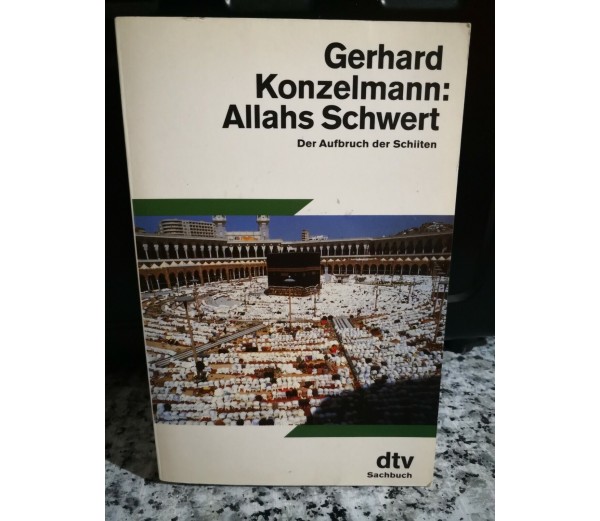 Gerhard
Konzelmann:
Allahs Schwert
Der Aufbruch der Schiiten
dtv
Sachbuch